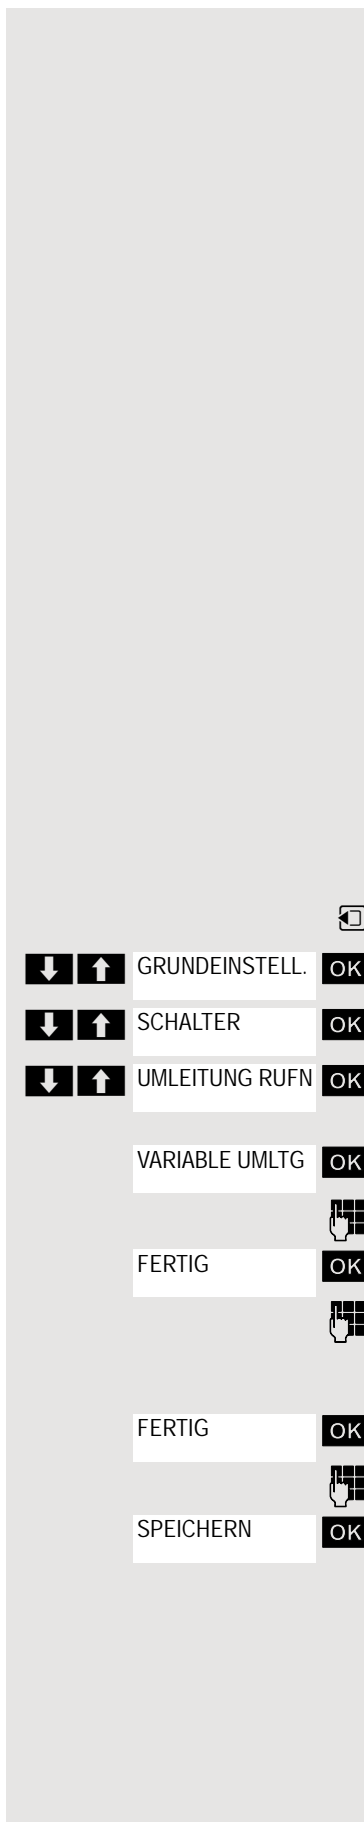 GRUNDEINSTELL. OK
SCHALTER OK
UMLEITUNG RUFN OK
VARIABLE UMLTG OK
FERTIG OK
FERTIG OK
SPEICHERN OK